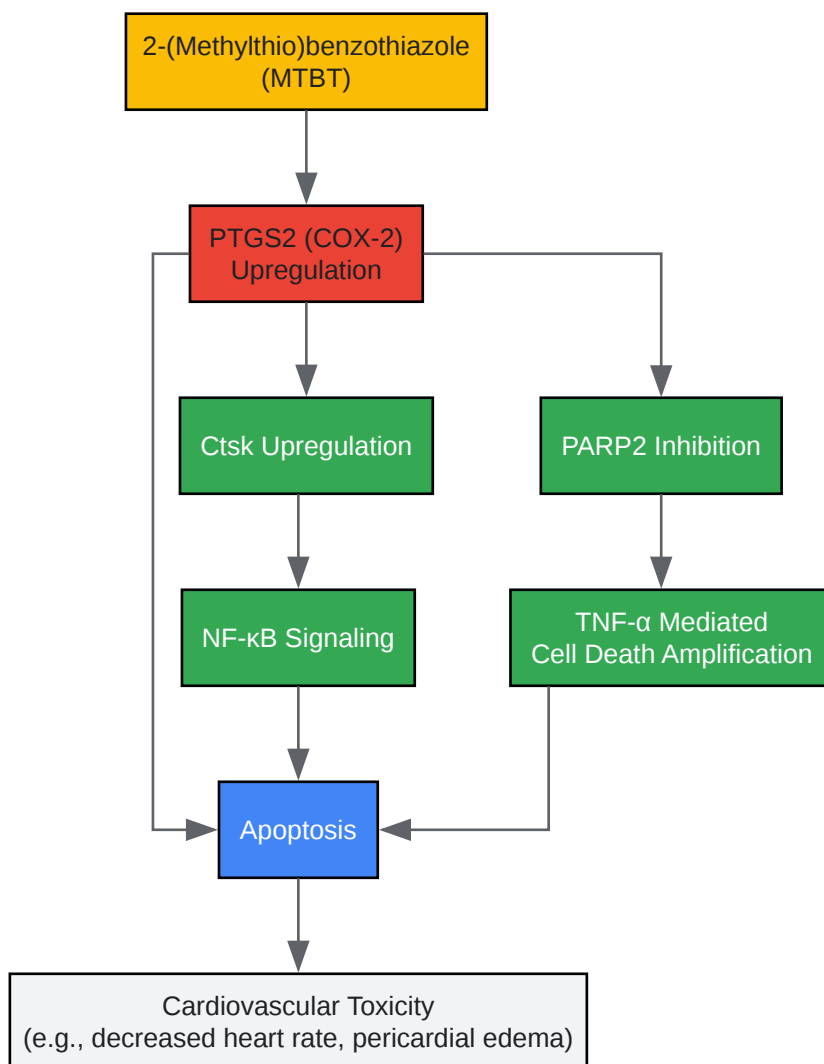 2-(Methylthio)benzothiazole
(MTBT)
PTGS2 (COX-2)
Upregulation
Ctsk Upregulation
PARP2 Inhibition
NF-κB Signaling
TNF-α Mediated
Cell Death Amplification
Apoptosis
Cardiovascular Toxicity
(e.g., decreased heart rate, pericardial edema)